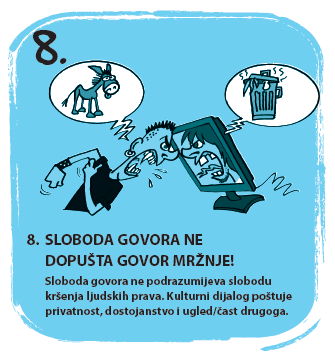 8.
8. SLOBODA GOVORA NE
DOPUŠTA GOVOR MRŽNJE!
Sloboda govora ne podrazumijeva slobodu
kršenja ljudskih prava. Kulturni dijalog poštuje
privatnost, dostojanstvo i ugled/čast drugoga.